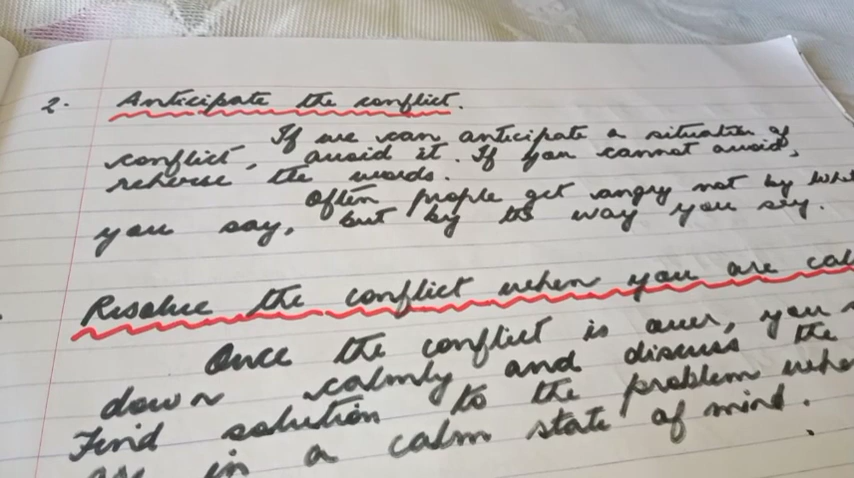 2. Anticipate the conflict.
If we can anticipate a situation of
conflict, avoid it. If you cannot avoid,
reherse the words.
Often people get angry not by what
you say, but by the way you say.
Resolve the conflict when you are
Once the conflict is over, you
down calmly and discuss the
Find solution to the problem
in a calm state of mind.